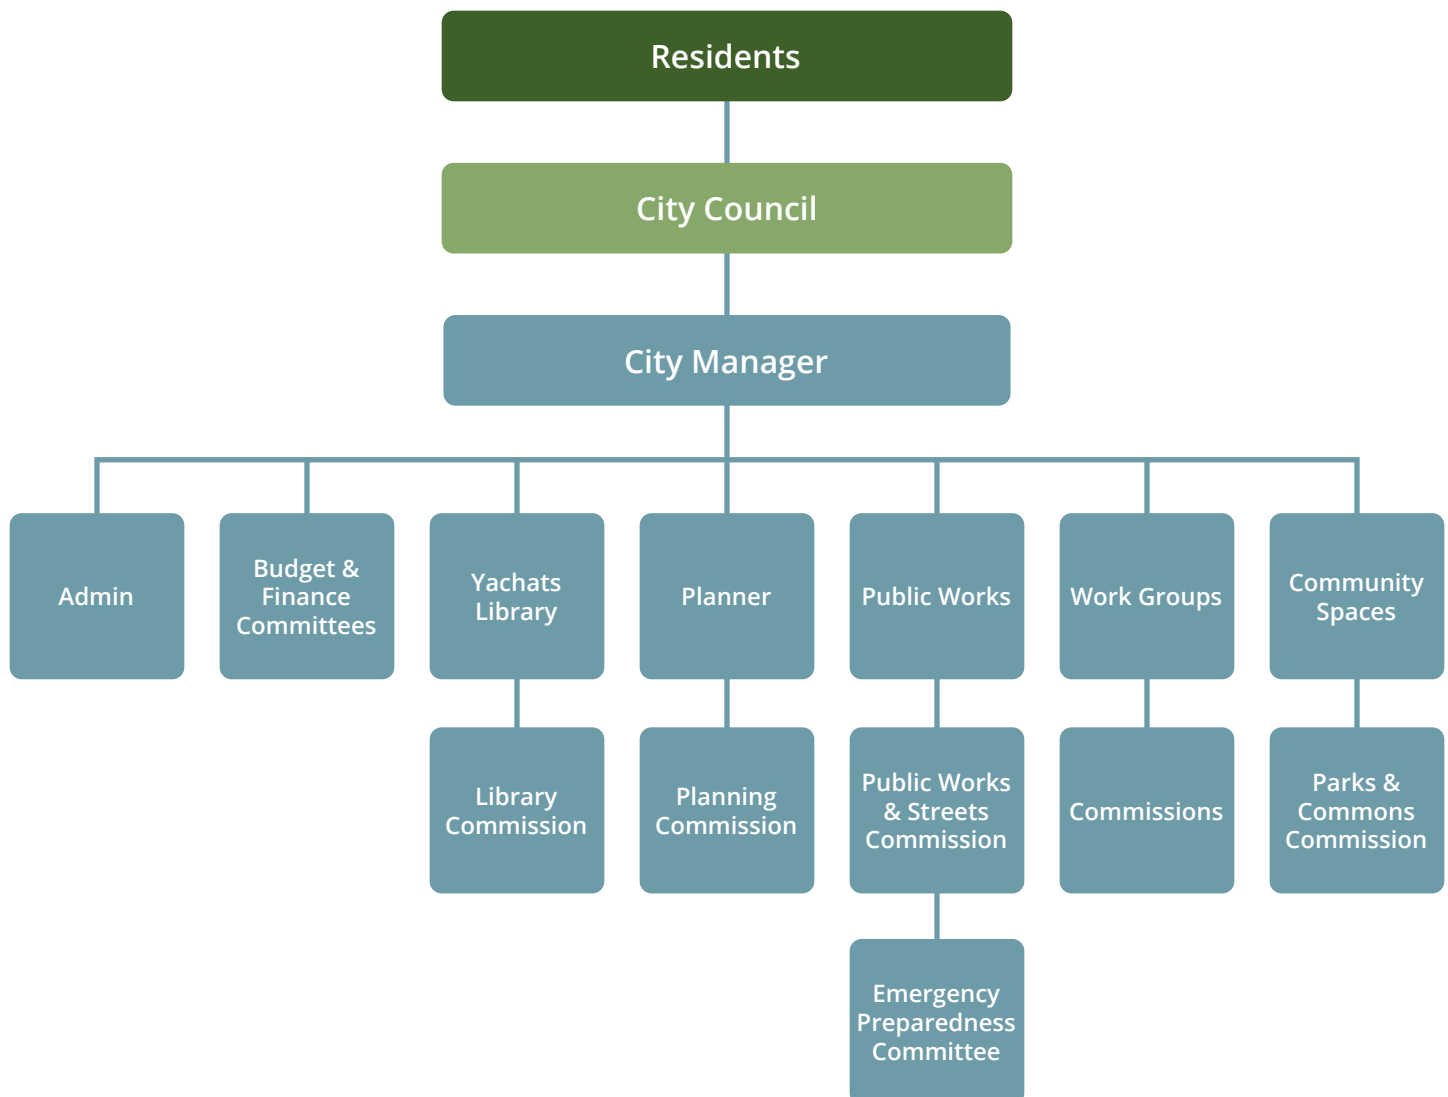 Residents
City Council
City Manager
Admin
Budget &
Finance
Committees
Yachats
Library
Planner
Public Works
Work Groups
Community
Spaces
Library
Commission
Planning
Commission
Public Works
& Streets
Commission
Commissions
Parks &
Commons
Commission
Emergency
Preparedness
Committee